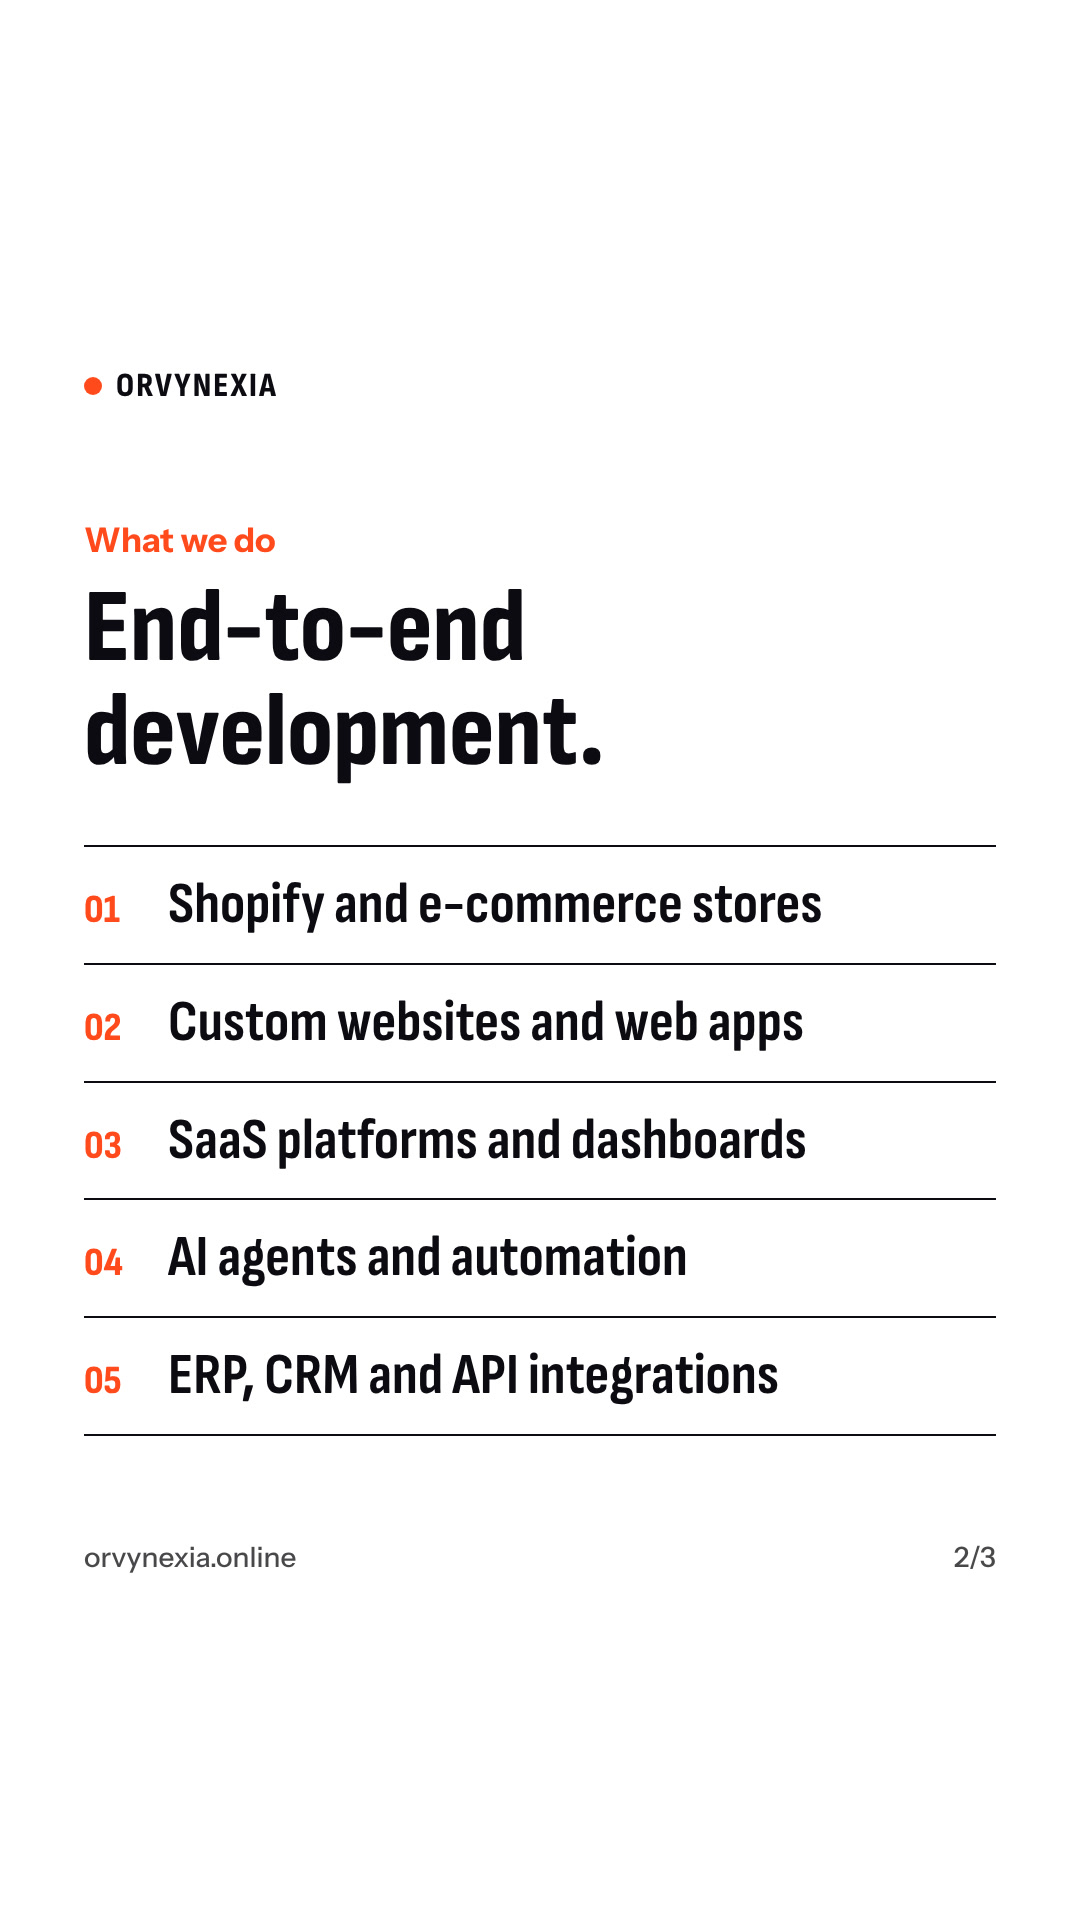 ORVYNEXIA
What we do
End-to-end
development.
01 Shopify and e-commerce stores
02 Custom websites and web apps
03 SaaS platforms and dashboards
04 AI agents and automation
05 ERP, CRM and API integrations
orvynexia.online 2/3